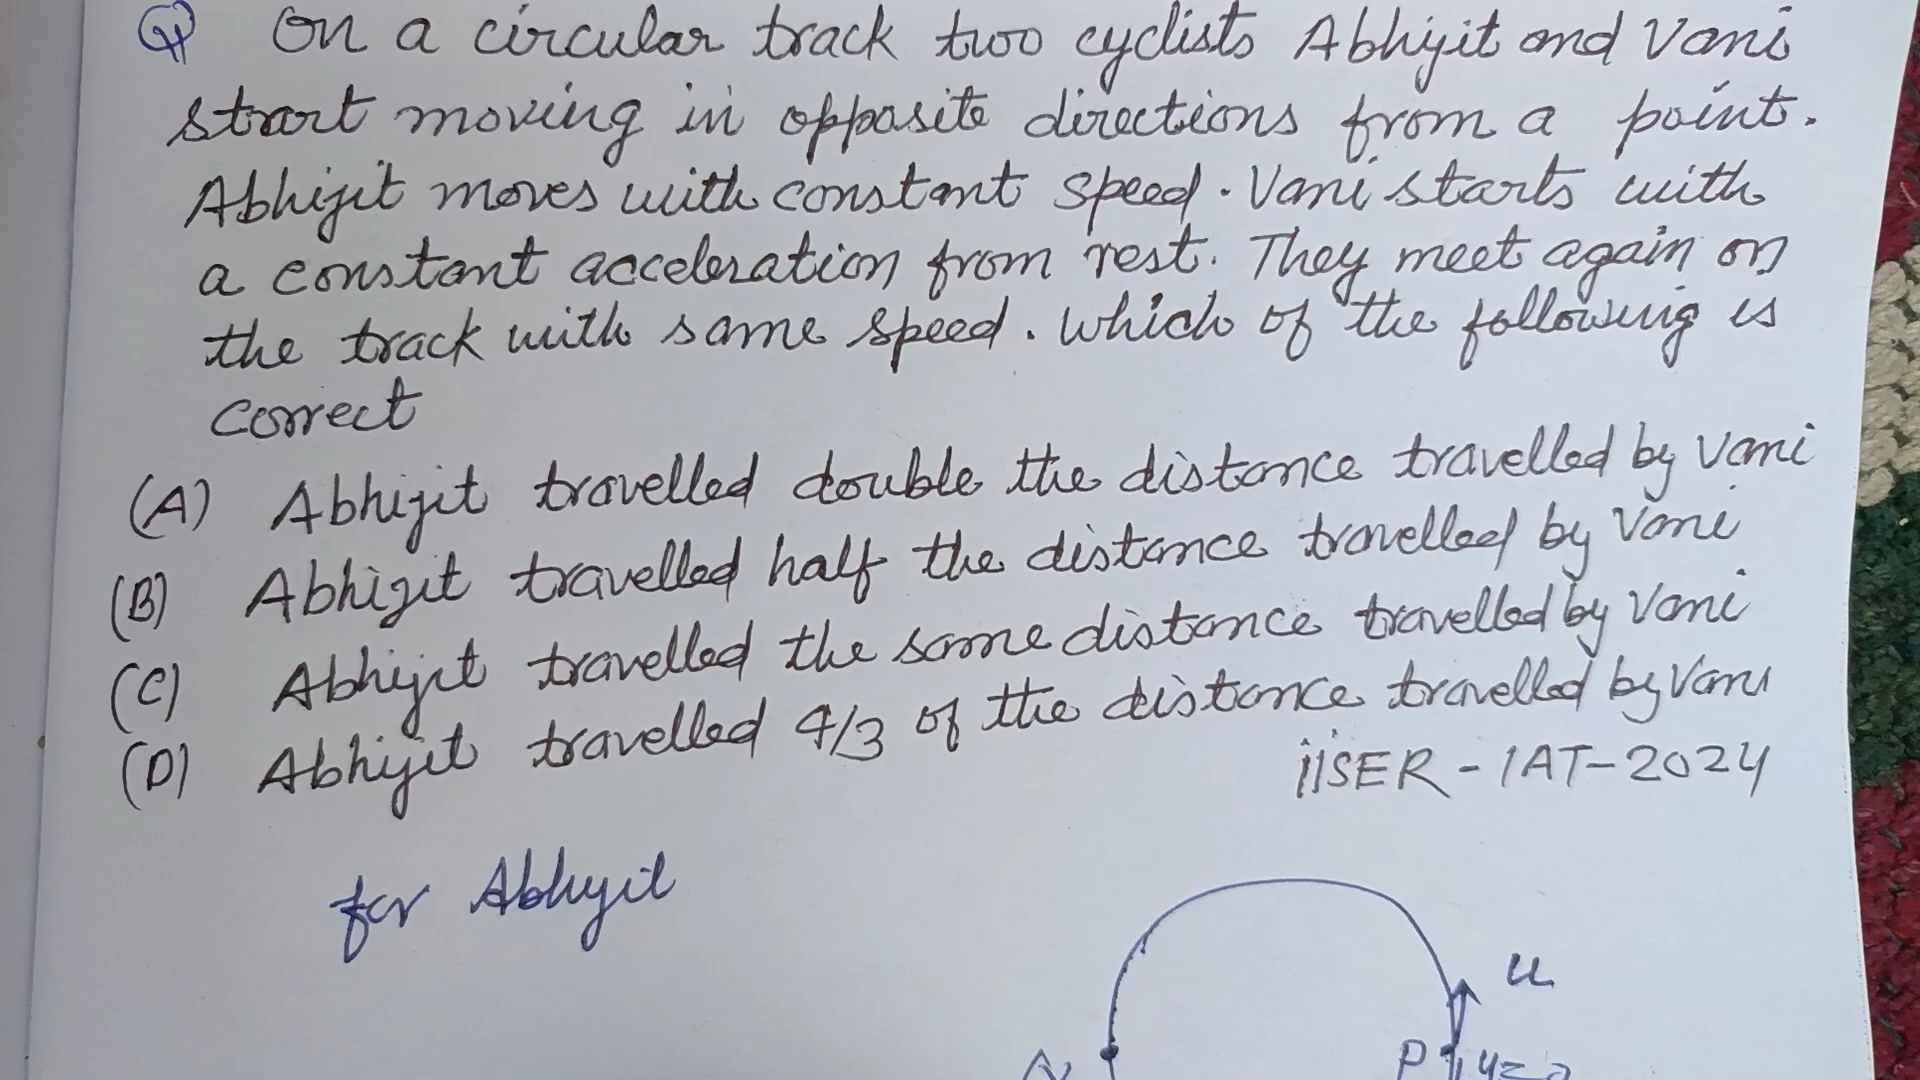 Q) On a circular track two cyclists Abhijit and Vani
start moving in opposite directions from a point.
Abhijit moves with constant speed. Vani starts with
a constant acceleration from rest. They meet again on
the track with same speed. Which of the following is
correct
(A) Abhijit travelled double the distance travelled by Vani
(B) Abhijit travelled half the distance travelled by Vani
(C) Abhijit travelled the same distance travelled by Vani
(D) Abhijit travelled 4/3 of the distance travelled by Vani
iiSER - IAT-2024
for Abhijit
u
P